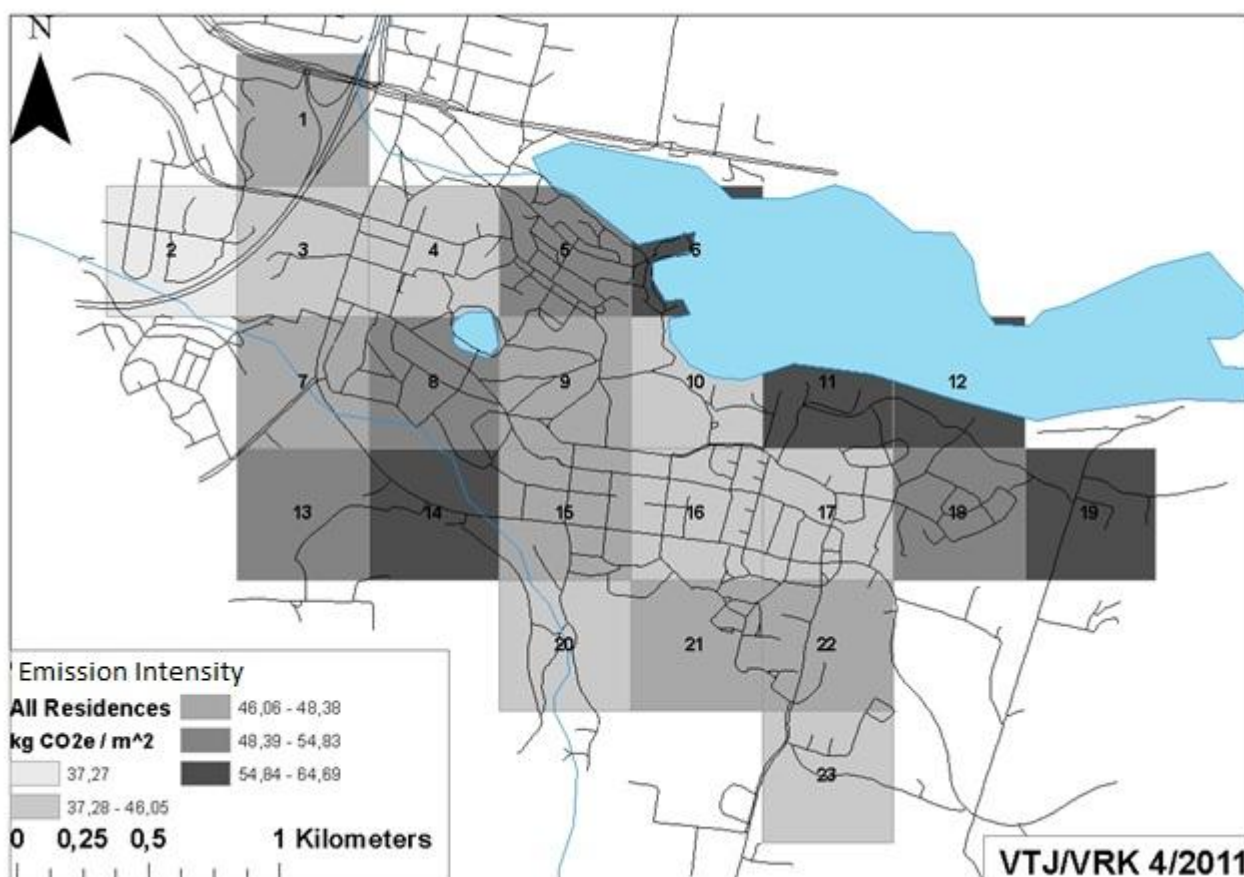 N
1
2 3 4 5 6
7 8 9 10 11 12
13 14 15 16 17 18 19
20 21 22
23
' Emission Intensity
All Residences
kg CO2e / m^2
37,27
37,28 - 46,05
46,06 - 48,38
48,39 - 54,83
54,84 - 64,69
0 0,25 0,5 1 Kilometers
VTJ/VRK 4/2011